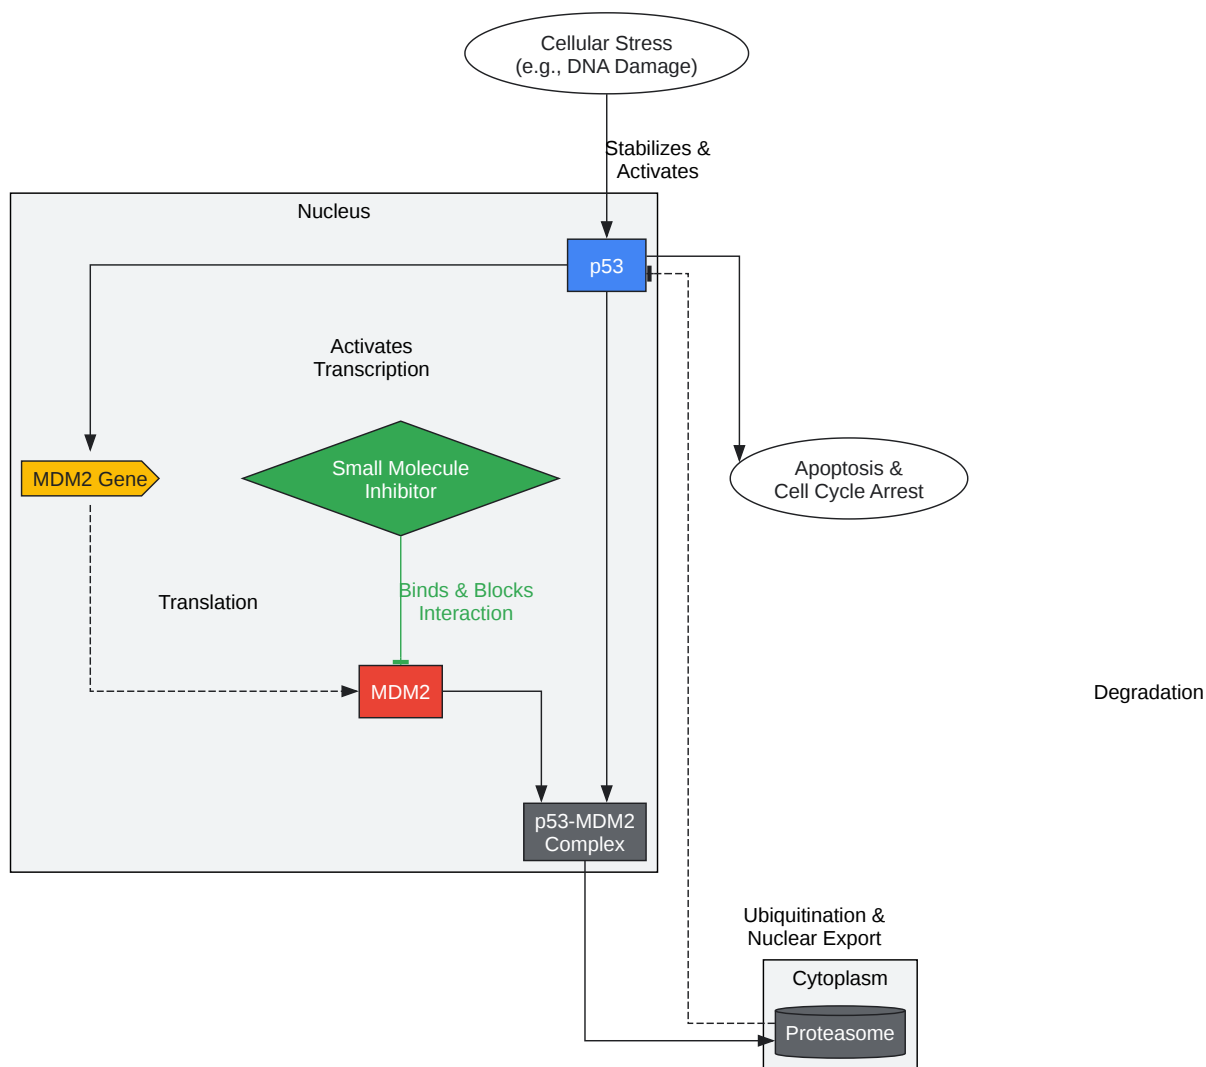 Cellular Stress
(e.g., DNA Damage)
Stabilizes &
Activates
Nucleus
p53
Activates
Transcription
MDM2 Gene
Small Molecule
Inhibitor
Apoptosis &
Cell Cycle Arrest
Binds & Blocks
Interaction
Translation
MDM2
Degradation
p53-MDM2
Complex
Ubiquitination &
Nuclear Export
Cytoplasm
Proteasome